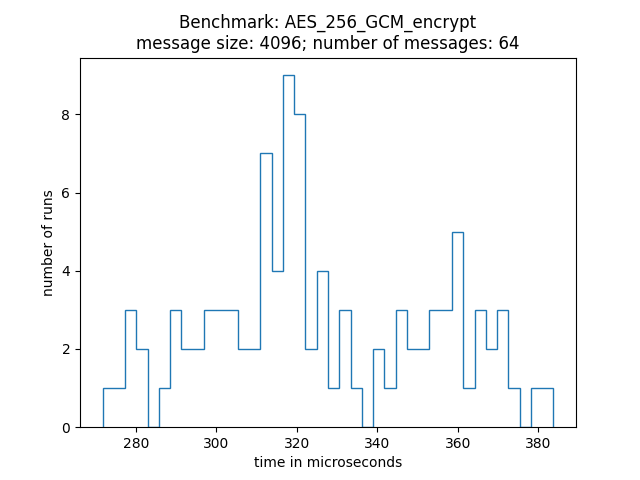 Benchmark: AES_256_GCM_encrypt
message size: 4096; number of messages: 64
number of runs
8
6
4
2
0
280 300 320 340 360 380
time in microseconds